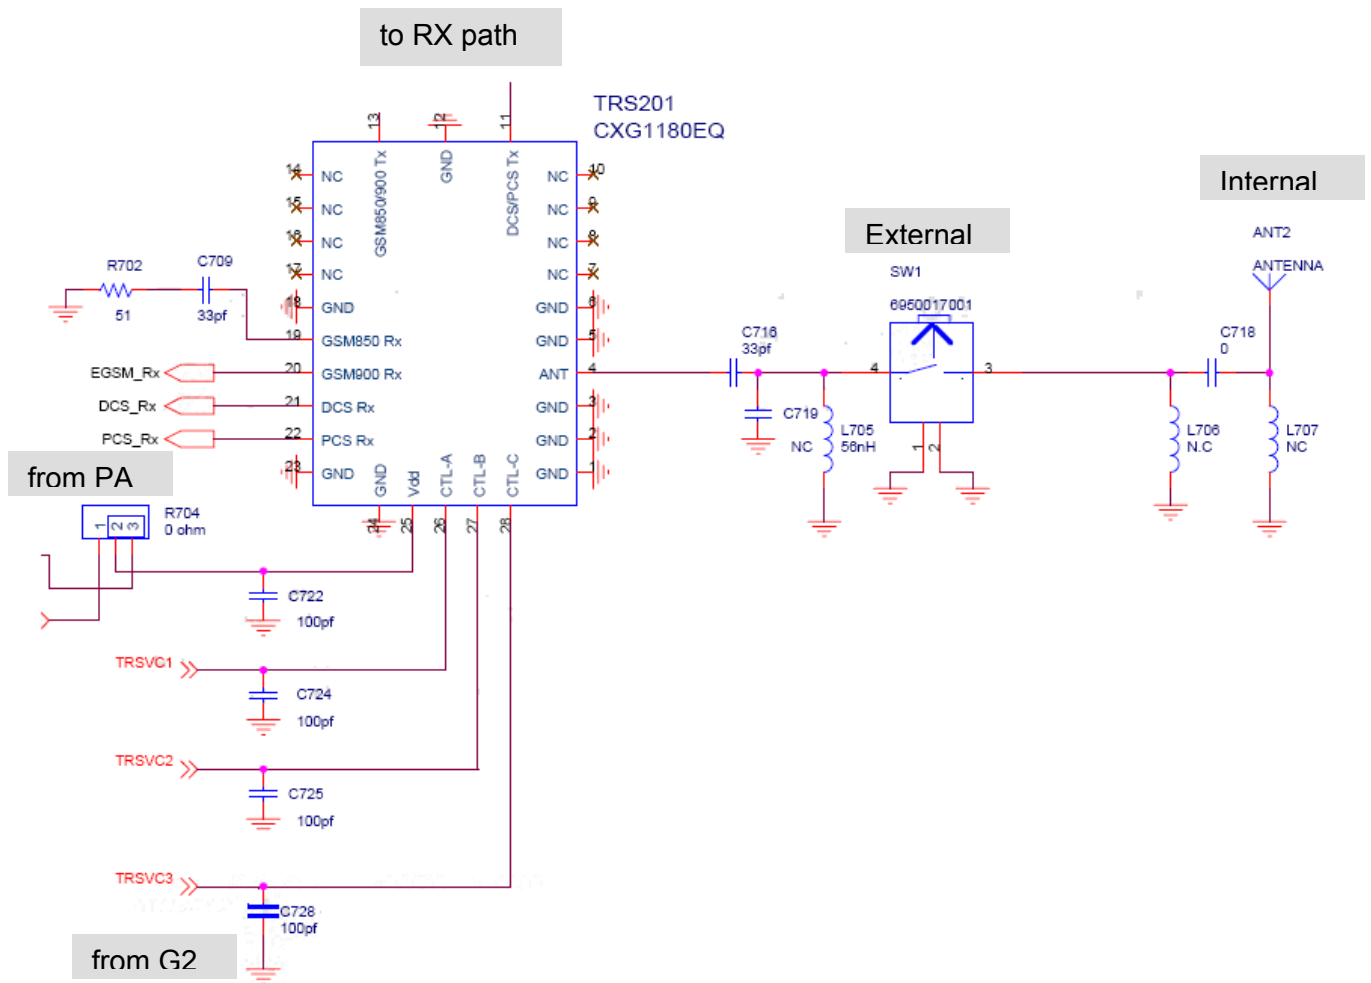 to RX path
TRS201
CXG1180EQ
13
12
11
GSM850/900 Tx
GND
DCS/PCS Tx
14
NC
NC
10
15
NC
NC
9
16
NC
NC
8
17
NC
NC
7
18
GND
GND
6
19
GSM850 Rx
GND
5
20
GSM900 Rx
ANT
4
21
DCS Rx
GND
3
22
PCS Rx
GND
2
23
GND
GND
1
GND
Vdd
CTL-A
CTL-B
CTL-C
24
25
26
27
28
R702
51
C709
33pf
EGSM_Rx
DCS_Rx
PCS_Rx
from PA
R704
0 ohm
1
2
3
C722
100pf
TRSVC1
C724
100pf
TRSVC2
C725
100pf
TRSVC3
C728
100pf
from G2
External
SW1
6950017001
4
3
1
2
C716
33pf
C719
NC
L705
56nH
Internal
ANT2
ANTENNA
C718
0
L706
N.C
L707
NC